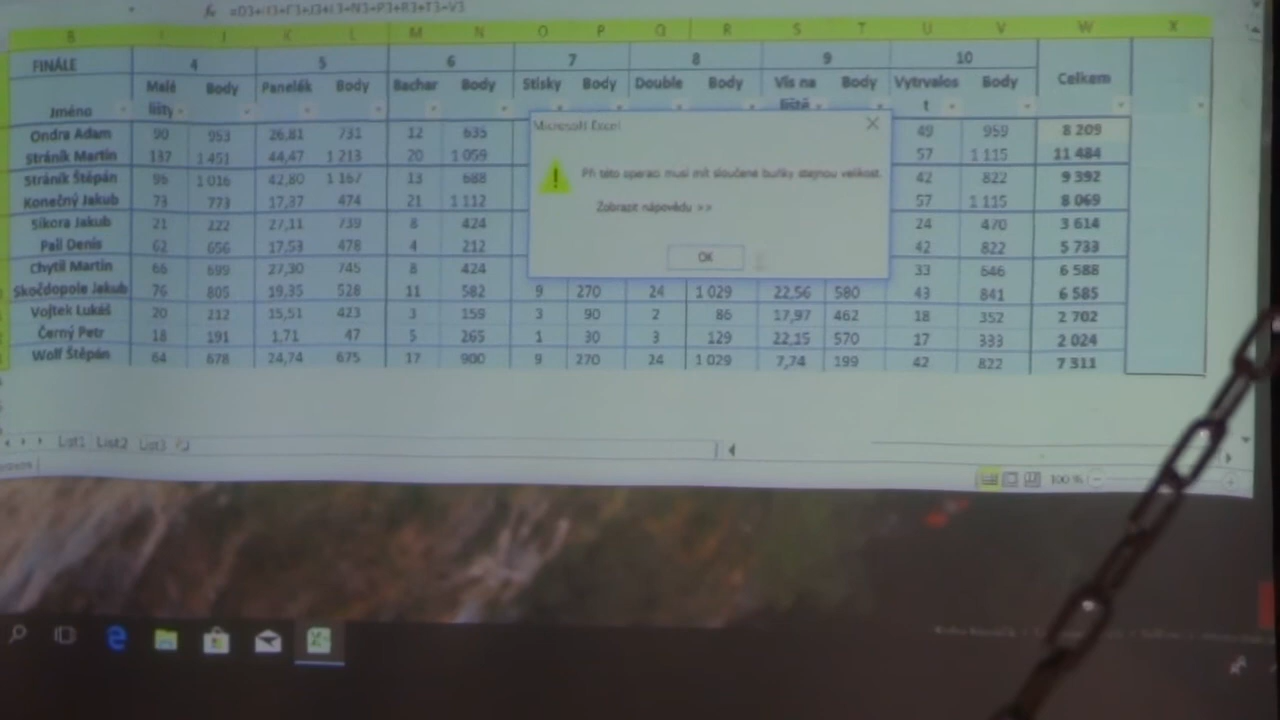 B I J K L M N O P Q R S T U V W X
FINÁLE 4 5 6 7 8 9 10 Celkem
Malé Body Panelák Body Bachar Body Stisky Body Double Body Vis na Body Vytrvalos Body
Jméno lišty liště t
Ondra Adam 90 953 26,81 731 12 635 49 959 8 209
Stráník Martin 137 1 451 44,47 1 213 20 1 059 57 1 115 11 484
Stráník Štěpán 96 1 016 42,80 1 167 13 688 42 822 9 392
Konečný Jakub 73 773 17,37 474 21 1 112 57 1 115 8 069
Sikora Jakub 21 222 27,11 739 8 424 24 470 3 614
Pail Denis 62 656 17,53 478 4 212 42 822 5 733
Chytil Martin 66 699 27,30 745 8 424 33 646 6 588
Skočdopole Jakub 76 805 19,35 528 11 582 9 270 24 1 029 22,56 580 43 841 6 585
Vojtek Lukáš 20 212 15,51 423 3 159 3 90 2 86 17,97 462 18 352 2 702
Černý Petr 18 191 1,71 47 5 265 1 30 3 129 22,15 570 17 333 2 024
Wolf Štěpán 64 678 24,74 675 17 900 9 270 24 1 029 7,74 199 42 822 7 311
Microsoft Excel
Při této operaci musí mít sloučené buňky stejnou velikost.
Zobrazit nápovědu >>
OK
List1 List2 List3
100 %